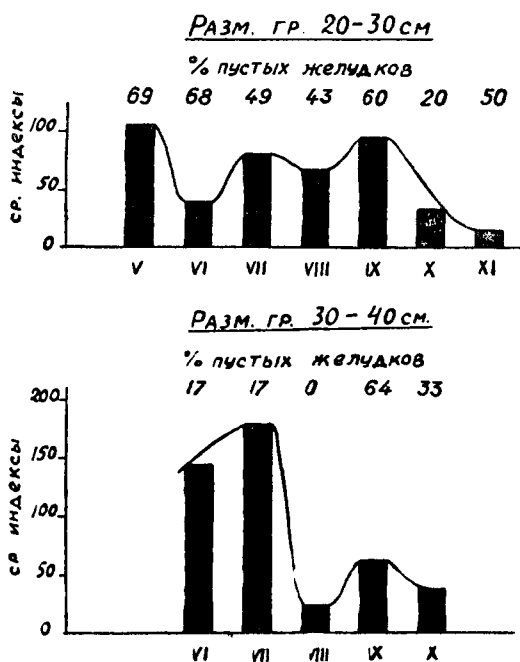 Разм. гр. 20-30 см
% пустых желудков
69 68 49 43 60 20 50
ср. индексы
100
50
0
V VI VII VIII IX X XI
Разм. гр. 30-40 см.
% пустых желудков
17 17 0 64 33
ср. индексы
200
150
100
50
0
VI VII VIII IX X